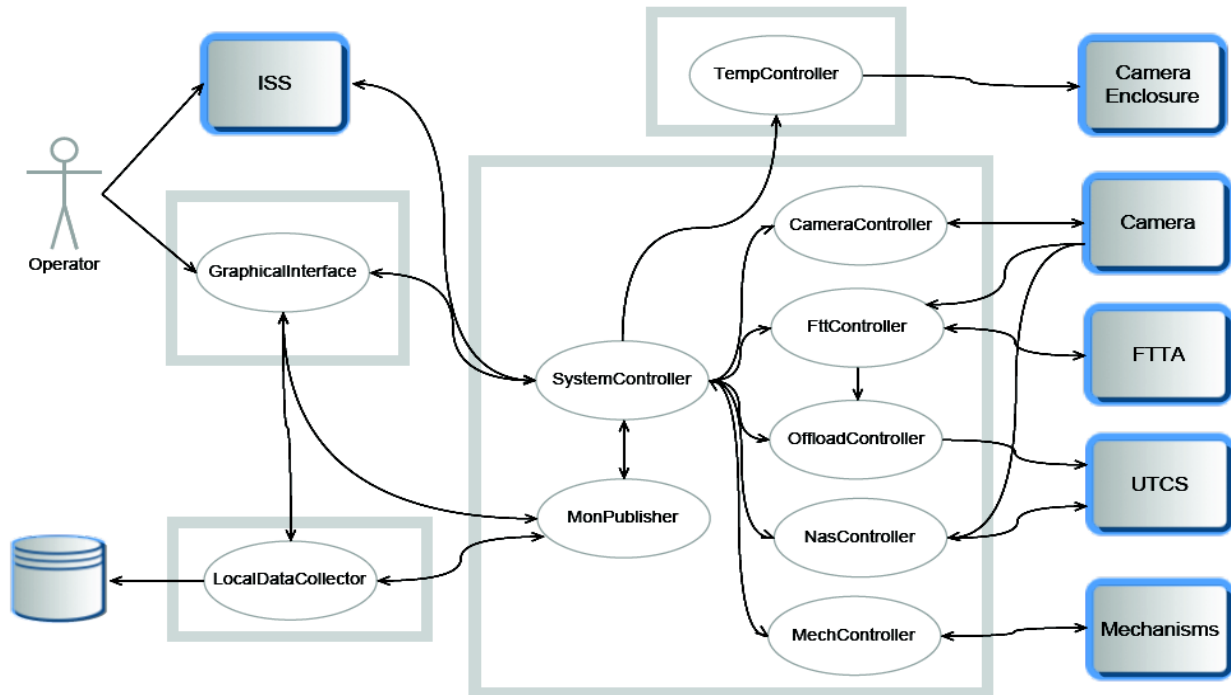 ISS
TempController
Camera
Enclosure
Operator
GraphicalInterface
CameraController
Camera
FttController
FTTA
SystemController
OffloadController
UTCS
MonPublisher
NasController
LocalDataCollector
MechController
Mechanisms